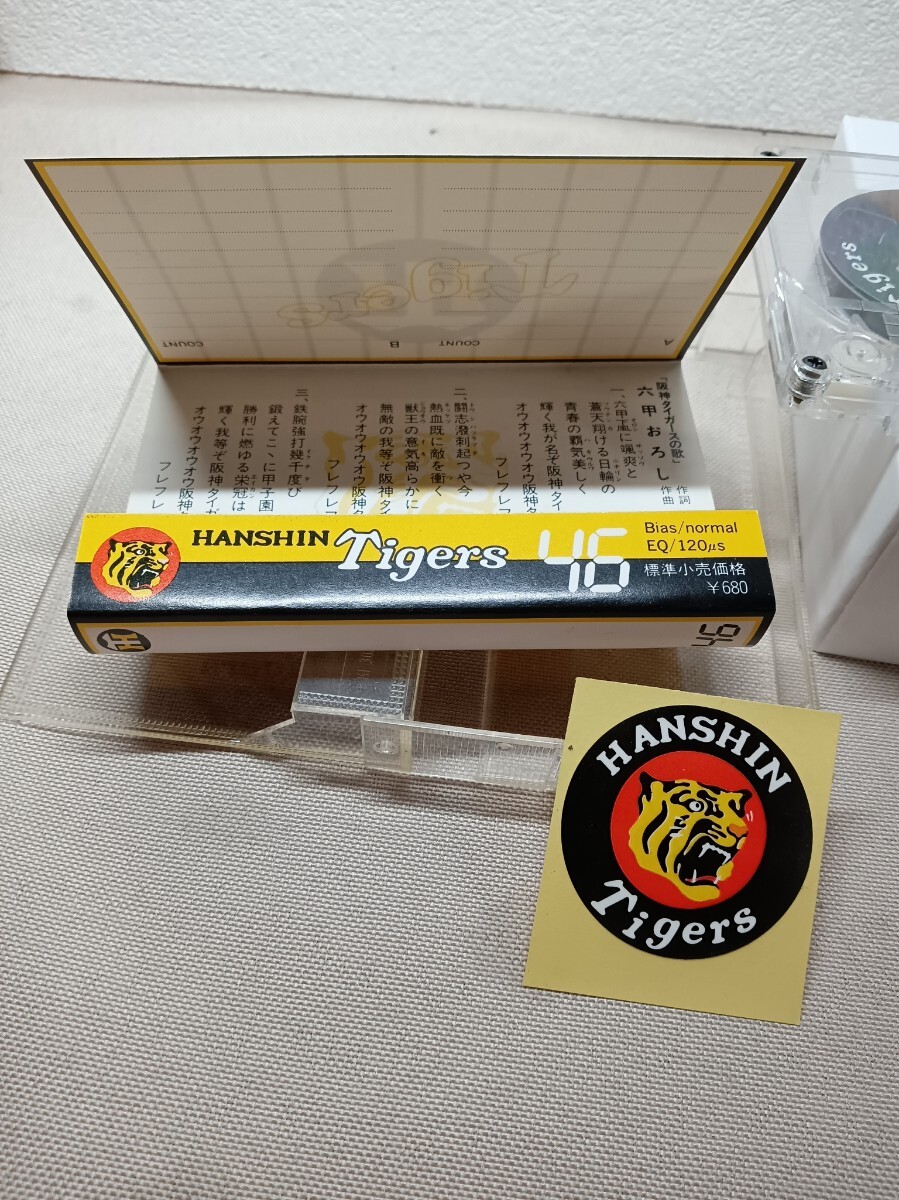 Tigers
A COUNT
B COUNT
「阪神タイガースの歌」
六甲おろし
作詞
作曲
一、六甲颪に颯爽と
蒼天翔ける日輪の
青春の覇気美しく
輝く我が名ぞ阪神タイ
オウオウオウオウ阪神
フレフレ
二、闘志溌剌起つや今
熱血既に敵を衝く
獣王の意気高らかに
無敵の我等ぞ阪神タイ
オウオウオウオウ阪神タ
フレフレ
三、鉄腕強打幾千度び
鍛えてこゝに甲子園
勝利に燃ゆる栄冠は
輝く我等ぞ阪神タイガ
オウオウオウオウ阪神
フレフレ
HANSHIN Tigers 46
Bias/normal
EQ/120μs
標準小売価格
¥680
46
HANSHIN
Tigers
Tigers